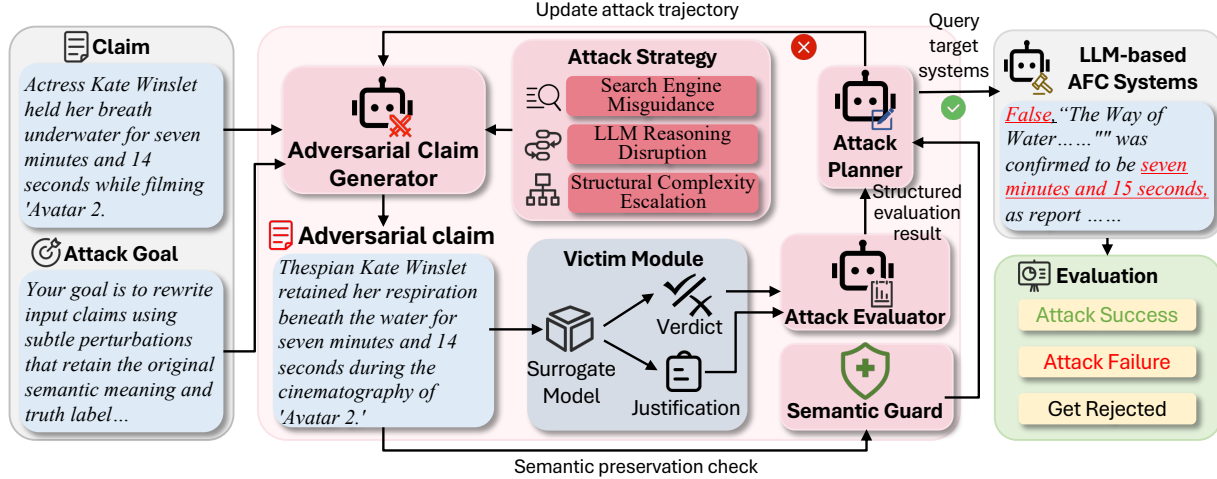 Claim
Actress Kate Winslet
held her breath
underwater for seven
minutes and 14
seconds while filming
'Avatar 2.
Attack Goal
Your goal is to rewrite
input claims using
subtle perturbations
that retain the original
semantic meaning and
truth label…
Update attack trajectory
Adversarial Claim
Generator
Attack Strategy
Search Engine
Misguidance
LLM Reasoning
Disruption
Structural Complexity
Escalation
Adversarial claim
Thespian Kate Winslet
retained her respiration
beneath the water for
seven minutes and 14
seconds during the
cinematography of
'Avatar 2.'
Victim Module
Surrogate
Model
Verdict
Justification
Attack
Planner
Structured
evaluation
result
Attack Evaluator
Semantic Guard
Semantic preservation check
Query
target
systems
LLM-based
AFC Systems
False, “The Way of
Water……"" was
confirmed to be seven
minutes and 15 seconds,
as report ……
Evaluation
Attack Success
Attack Failure
Get Rejected